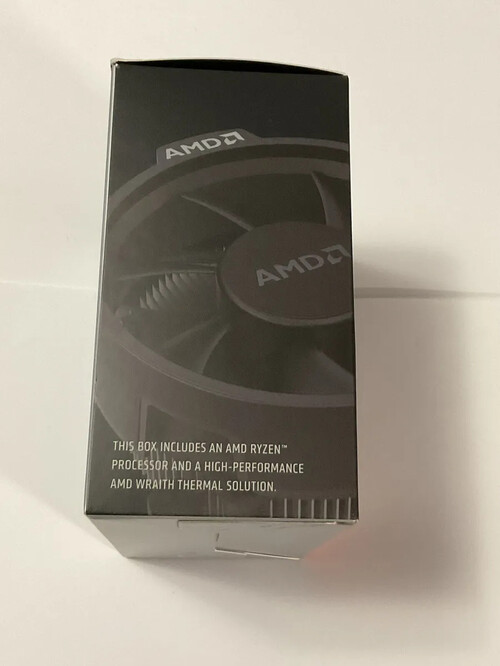 AMD
AMD
THIS BOX INCLUDES AN AMD RYZEN™
PROCESSOR AND A HIGH-PERFORMANCE
AMD WRAITH THERMAL SOLUTION.